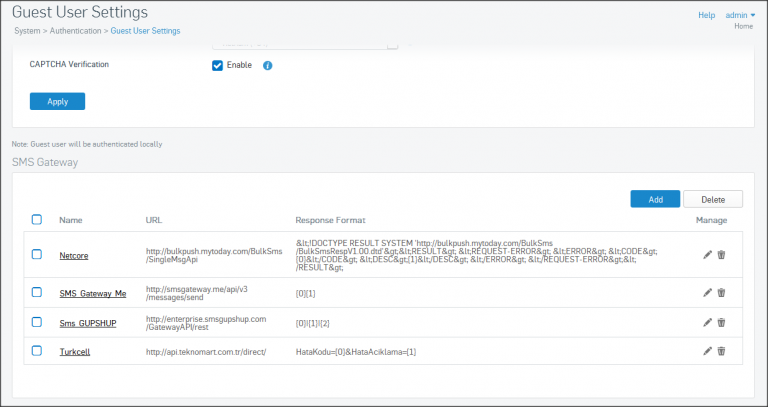 Guest User Settings
Help admin
System > Authentication > Guest User Settings
Home
CAPTCHA Verification
Enable
Apply
Note: Guest user will be authenticated locally
SMS Gateway
Add
Delete
Name URL Response Format Manage
&lt;!DOCTYPE RESULT SYSTEM 'http://bulkpush.mytoday.com/BulkSms
Netcore http://bulkpush.mytoday.com/BulkSms /BulkSmsRespV1.00.dtd'&gt;&lt;RESULT&gt; &lt;REQUEST-ERROR&gt; &lt;ERROR&gt; &lt;CODE&gt;
/SingleMsgApi {0}&lt;/CODE&gt; &lt;DESC&gt;{1}&lt;/DESC&gt; &lt;/ERROR&gt; &lt;/REQUEST-ERROR&gt;&lt;
/RESULT&gt;
SMS_Gateway_Me http://smsgateway.me/api/v3 {0}{1}
/messages/send
Sms_GUPSHUP http://enterprise.smsgupshup.com {0}|{1}|{2}
/GatewayAPI/rest
Turkcell http://api.teknomart.com.tr/direct/ HataKodu={0}&HataAciklama={1}